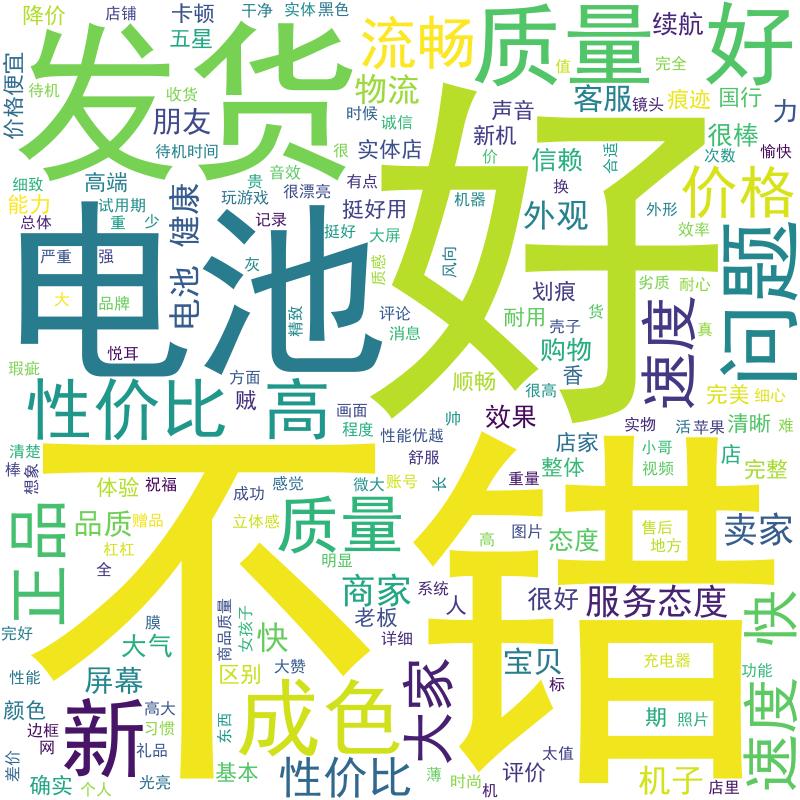 降价
店铺
卡顿
干净
实体
黑色
五星
流畅
质量
续航
好
发货
价格便宜
待机
收货
物流
值
完全
客服
镜头
痕迹
国行
力
朋友
时候
诚信
声音
新机
价
合适
很棒
次数
愉快
待机时间
很
实体店
信赖
细致
高端
音效
贵
玩游戏
很漂亮
有点
机器
换
价格
能力
试用期
健康
挺好用
外观
外形
总体
重
少
记录
挺好
大屏
效率
好
电池
严重
强
灰
质感
风向
问题
大
品牌
电池
精致
评论
消息
划痕
壳子
货
劣质
耐心
耐用
速度
真
悦耳
购物
瑕疵
方面
顺畅
香
很高
完美
细心
性价比
高
贼
画面
程度
帅
效果
实物
活
苹果
难
清晰
清楚
性能优越
舒服
店家
小哥
视频
店
棒
想象
体验
祝福
成功
感觉
微大
账号
长
重量
整体
完整
不错
正品
品质
赠品
立体感
质量
图片
态度
售后
地方
卖家
杠杠
高
明显
全
商家
系统
人
很好
服务态度
快
膜
商品质量
女孩子
快
老板
详细
完好
大气
区别
大赞
宝贝
充电器
功能
性能
屏幕
标
颜色
高大
成色
大家
期
照片
速度
边框
网
新
习惯
东西
礼品
太值
差价
确实
个人
光亮
基本
性价比
薄
时尚
机
评价
机子
店里